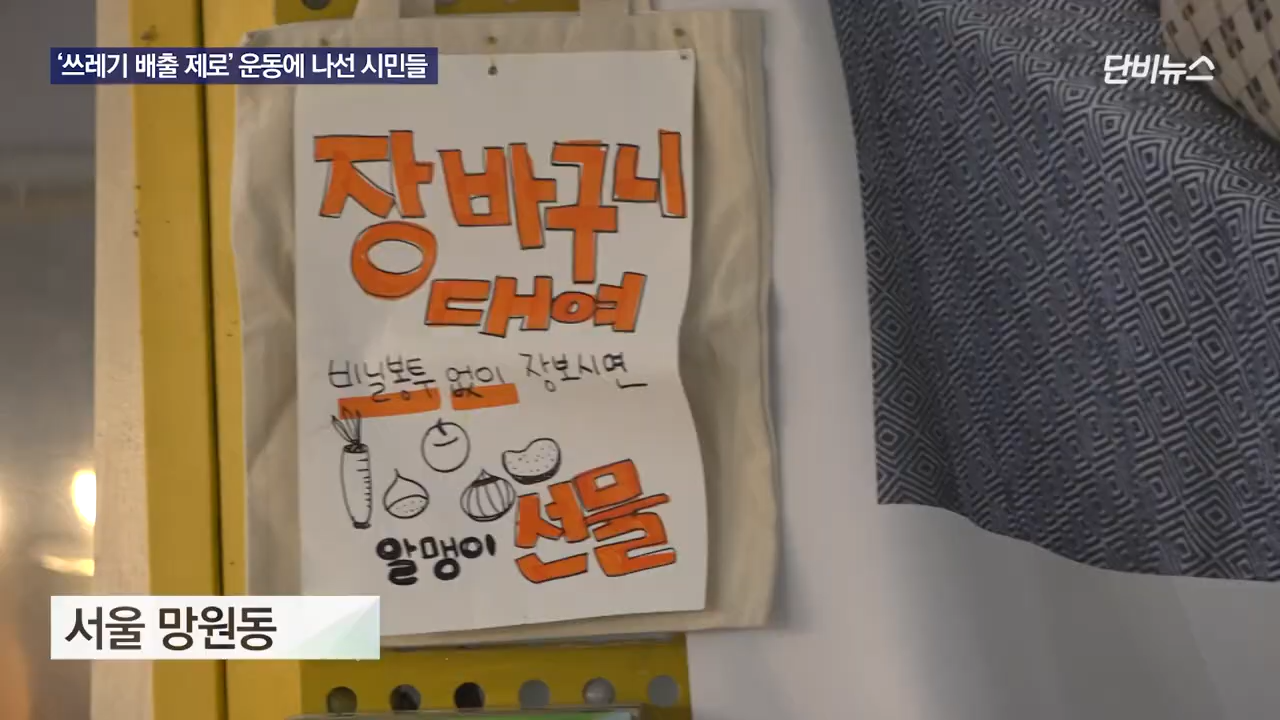 ‘쓰레기 배출 제로’ 운동에 나선 시민들
단비뉴스
장바구니
대여
비닐봉투 없이 장보시면
알맹이 선물
서울 망원동